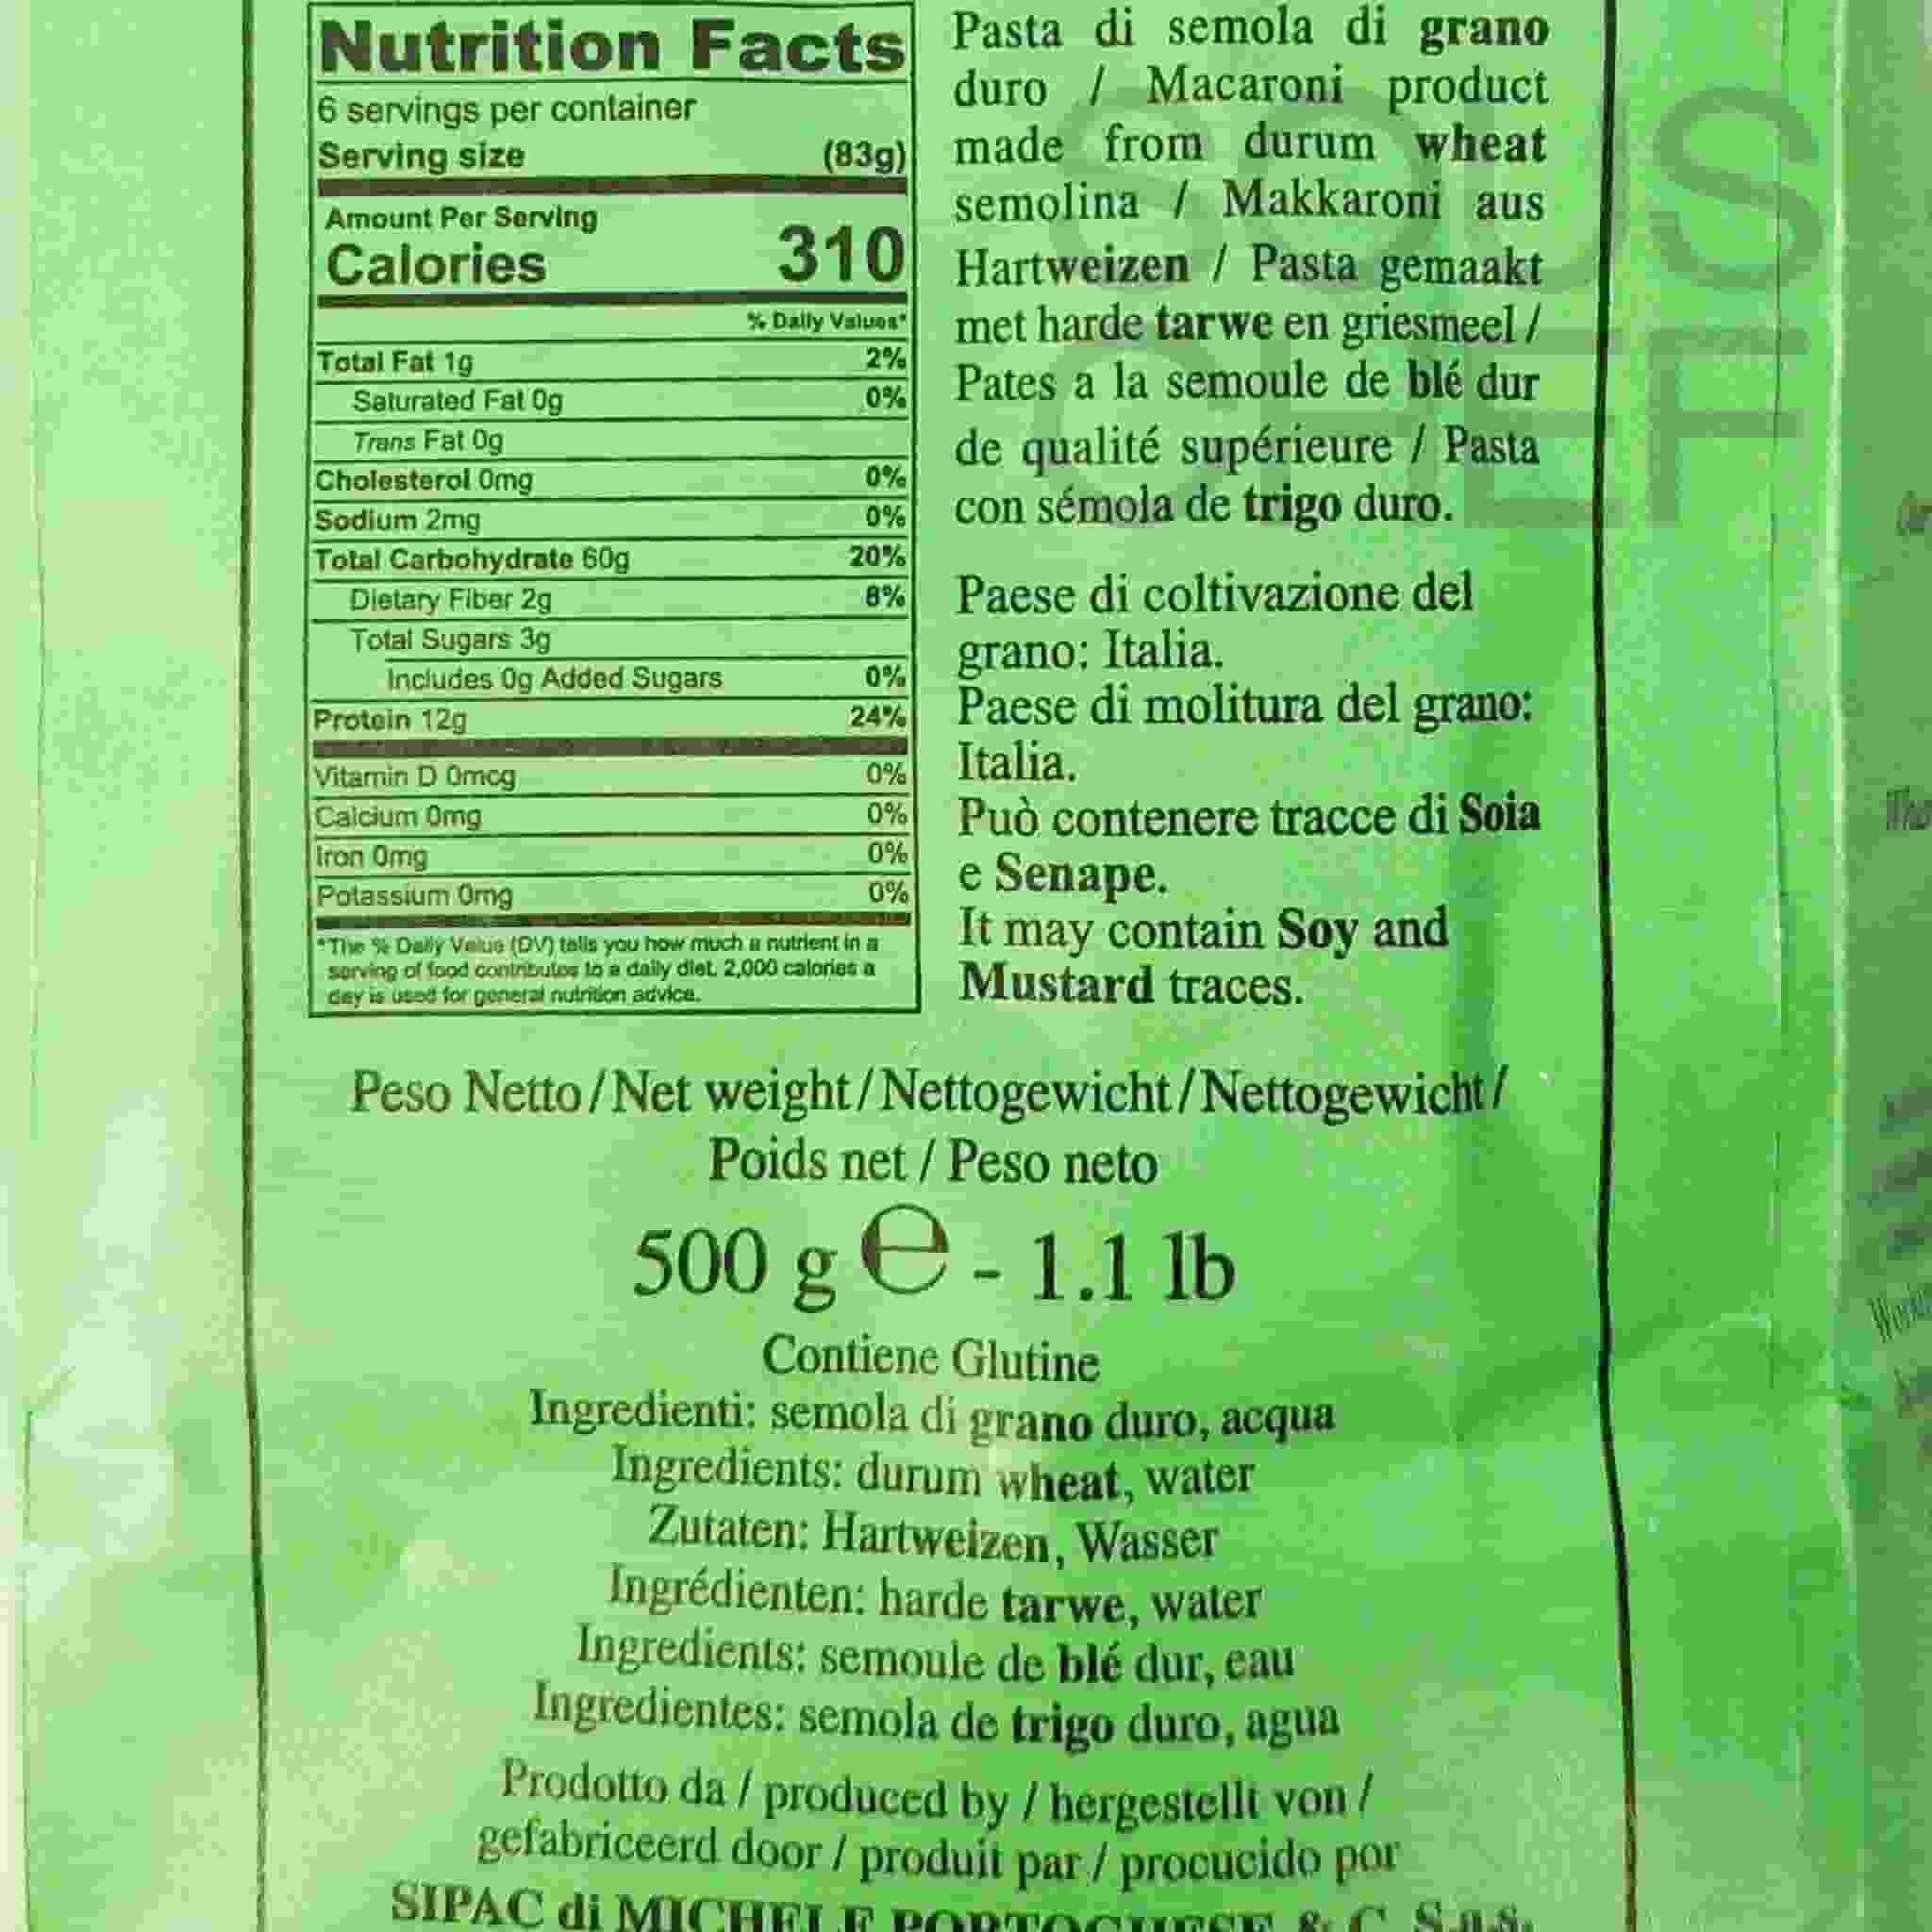 Nutrition Facts
6 servings per container
Serving size (83g)
Amount Per Serving
Calories 310
% Daily Values*
Total Fat 1g 2%
Saturated Fat 0g 0%
Trans Fat 0g
Cholesterol 0mg 0%
Sodium 2mg 0%
Total Carbohydrate 60g 20%
Dietary Fiber 2g 8%
Total Sugars 3g
Includes 0g Added Sugars 0%
Protein 12g 24%
Vitamin D 0mcg 0%
Calcium 0mg 0%
Iron 0mg 0%
Potassium 0mg 0%
*The % Daily Value (DV) tells you how much a nutrient in a
serving of food contributes to a daily diet. 2,000 calories a
day is used for general nutrition advice.
Pasta di semola di grano
duro / Macaroni product
made from durum wheat
semolina / Makkaroni aus
Hartweizen / Pasta gemaakt
met harde tarwe en griesmeel /
Pates a la semoule de blé dur
de qualité supérieure / Pasta
con sémola de trigo duro.
Paese di coltivazione del
grano: Italia.
Paese di molitura del grano:
Italia.
Può contenere tracce di Soia
e Senape.
It may contain Soy and
Mustard traces.
Peso Netto/Net weight/Nettogewicht/Nettogewicht/
Poids net / Peso neto
500 g e - 1.1 lb
Contiene Glutine
Ingredienti: semola di grano duro, acqua
Ingredients: durum wheat, water
Zutaten: Hartweizen, Wasser
Ingrédienten: harde tarwe, water
Ingredients: semoule de blé dur, eau
Ingredientes: semola de trigo duro, agua
Prodotto da / produced by / hergestellt von /
gefabriceerd door / produit par / procucido por
SIPAC di MICHELE PORTOGHESE & C. S.a.s.